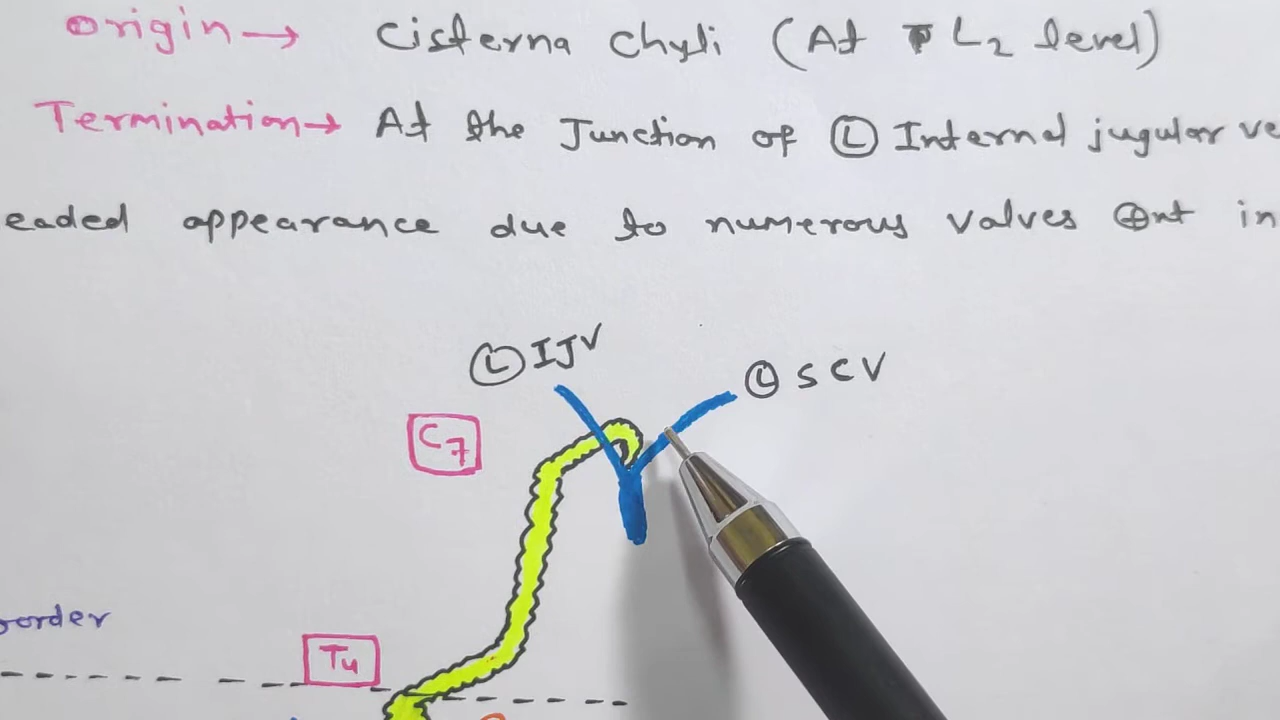 Origin→ Cisterna Chyli (At L2 level)
Termination→ At the Junction of Ⓛ Internal jugular ve
eaded appearance due to numerous valves ⊕nt in
Ⓛ IJV
Ⓛ SCV
C7
order
T4